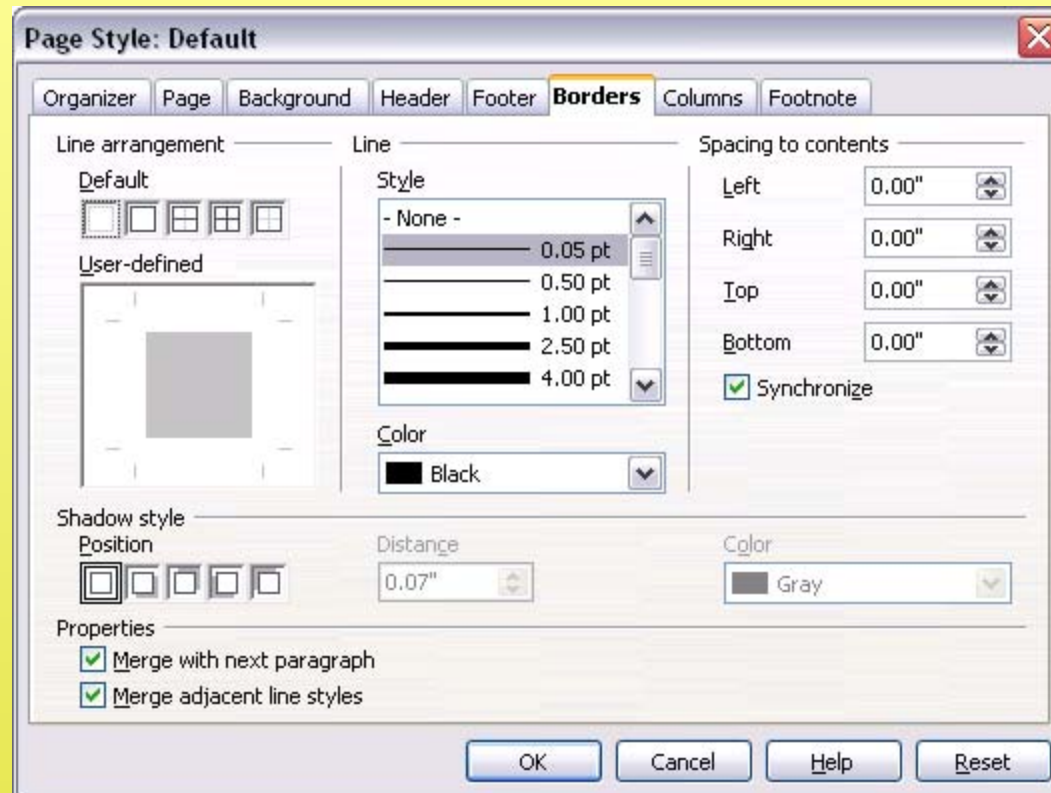 Page Style: Default
Organizer Page Background Header Footer Borders Columns Footnote
Line arrangement
Default
User-defined
Line
Style
- None -
0.05 pt
0.50 pt
1.00 pt
2.50 pt
4.00 pt
Color
Black
Spacing to contents
Left 0.00"
Right 0.00"
Top 0.00"
Bottom 0.00"
Synchronize
Shadow style
Position
Distance
0.07"
Color
Gray
Properties
Merge with next paragraph
Merge adjacent line styles
OK Cancel Help Reset